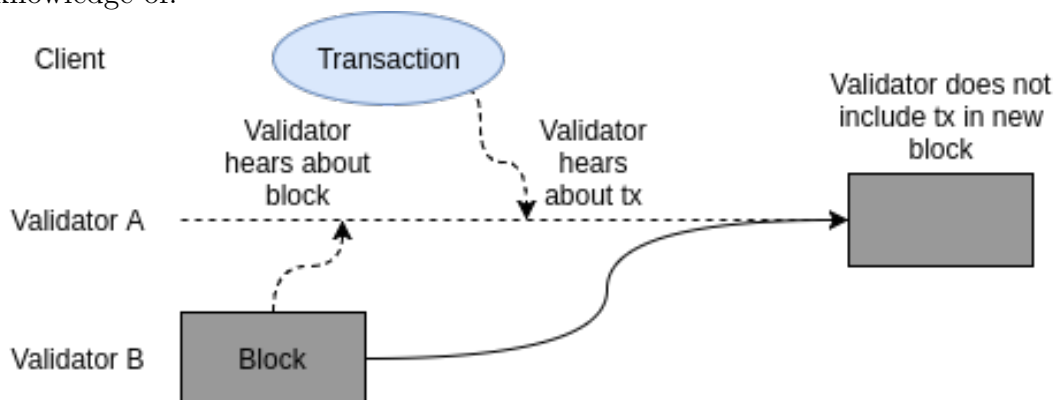 knowledge of.
Client
Transaction
Validator does not
include tx in new
block
Validator
hears about
block
Validator
hears
about tx
Validator A
Validator B
Block